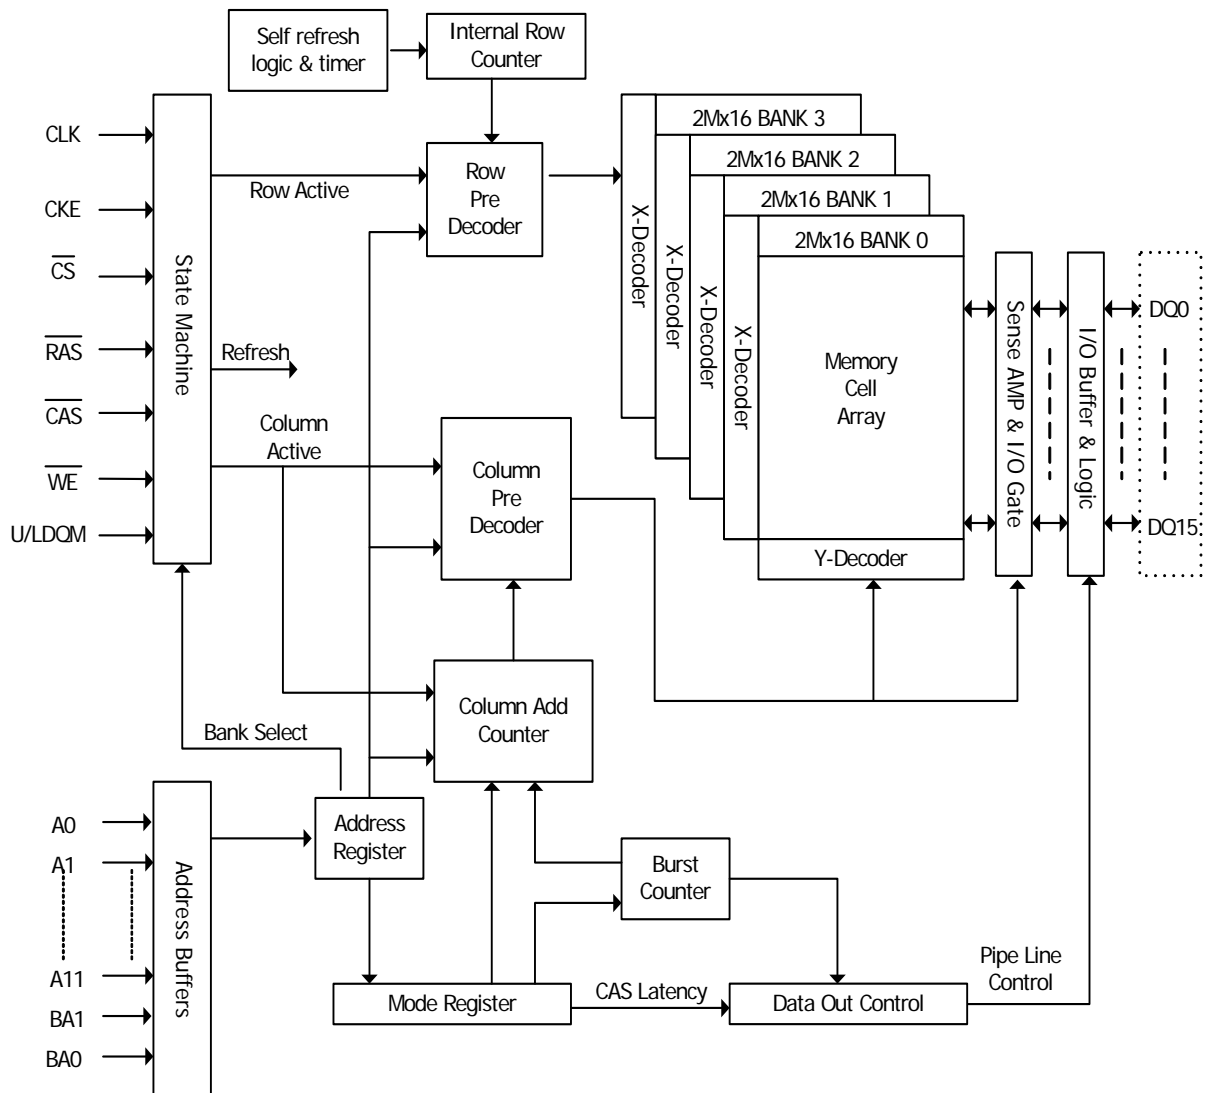 Self refresh
logic & timer
Internal Row
Counter
CLK
CKE
CS
RAS
CAS
WE
U/LDQM
State Machine
Row Active
Refresh
Column
Active
Row
Pre
Decoder
Column
Pre
Decoder
2Mx16 BANK 3
2Mx16 BANK 2
2Mx16 BANK 1
2Mx16 BANK 0
X-Decoder
X-Decoder
X-Decoder
X-Decoder
Memory
Cell
Array
Y-Decoder
Sense AMP & I/O Gate
I/O Buffer & Logic
DQ0
DQ15
Column Add
Counter
Bank Select
A0
A1
A11
BA1
BA0
Address Buffers
Address
Register
Burst
Counter
Mode Register
CAS Latency
Data Out Control
Pipe Line
Control